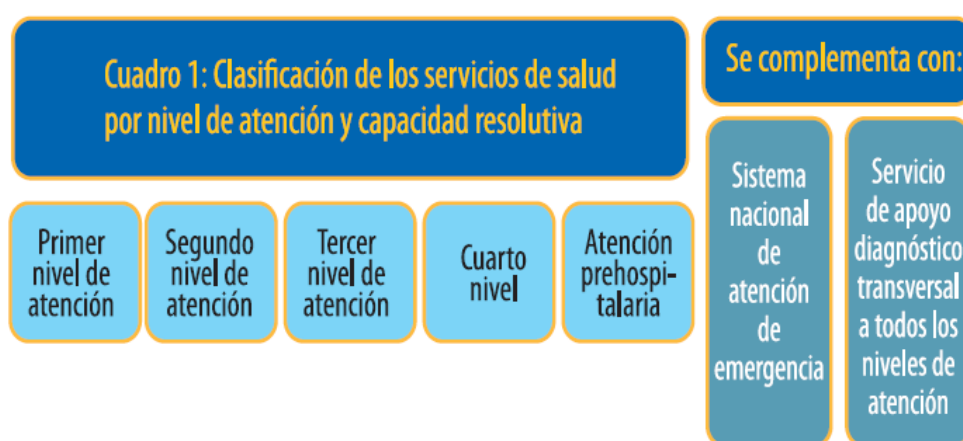 Cuadro 1: Clasificación de los servicios de salud
por nivel de atención y capacidad resolutiva
Primer
nivel de
atención
Segundo
nivel de
atención
Tercer
nivel de
atención
Cuarto
nivel
Atención
prehospi-
talaria
Se complementa con:
Sistema
nacional
de
atención
de
emergencia
Servicio
de apoyo
diagnóstico
transversal
a todos los
niveles de
atención